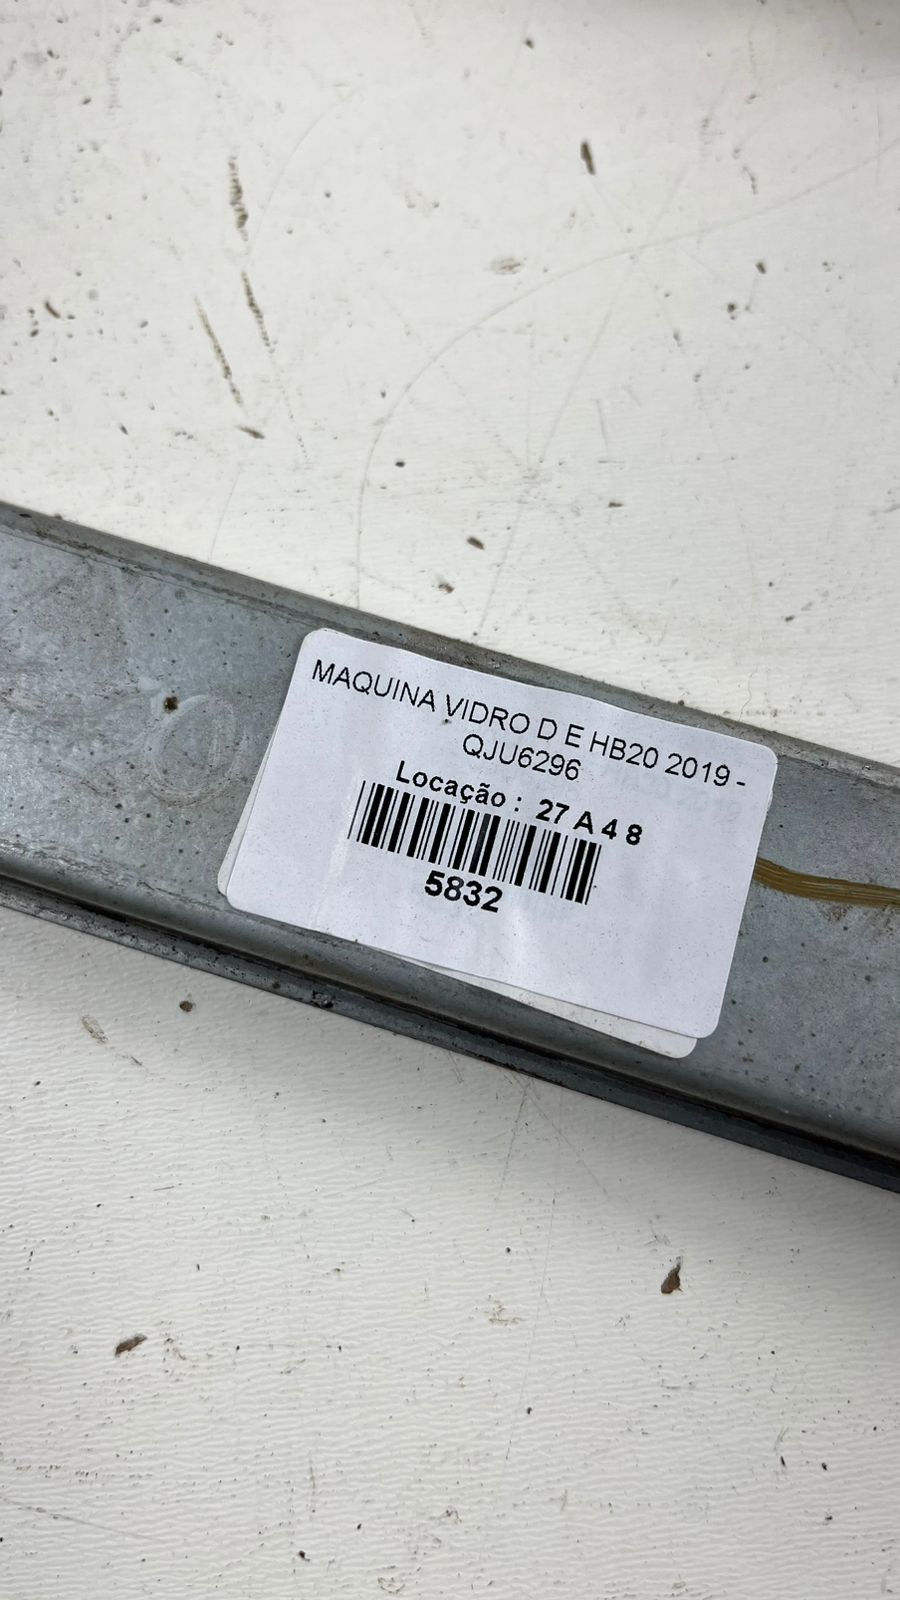 MAQUINA VIDRO D E HB20 2019 -
QJU6296
Locação : 27 A 4 8
5832